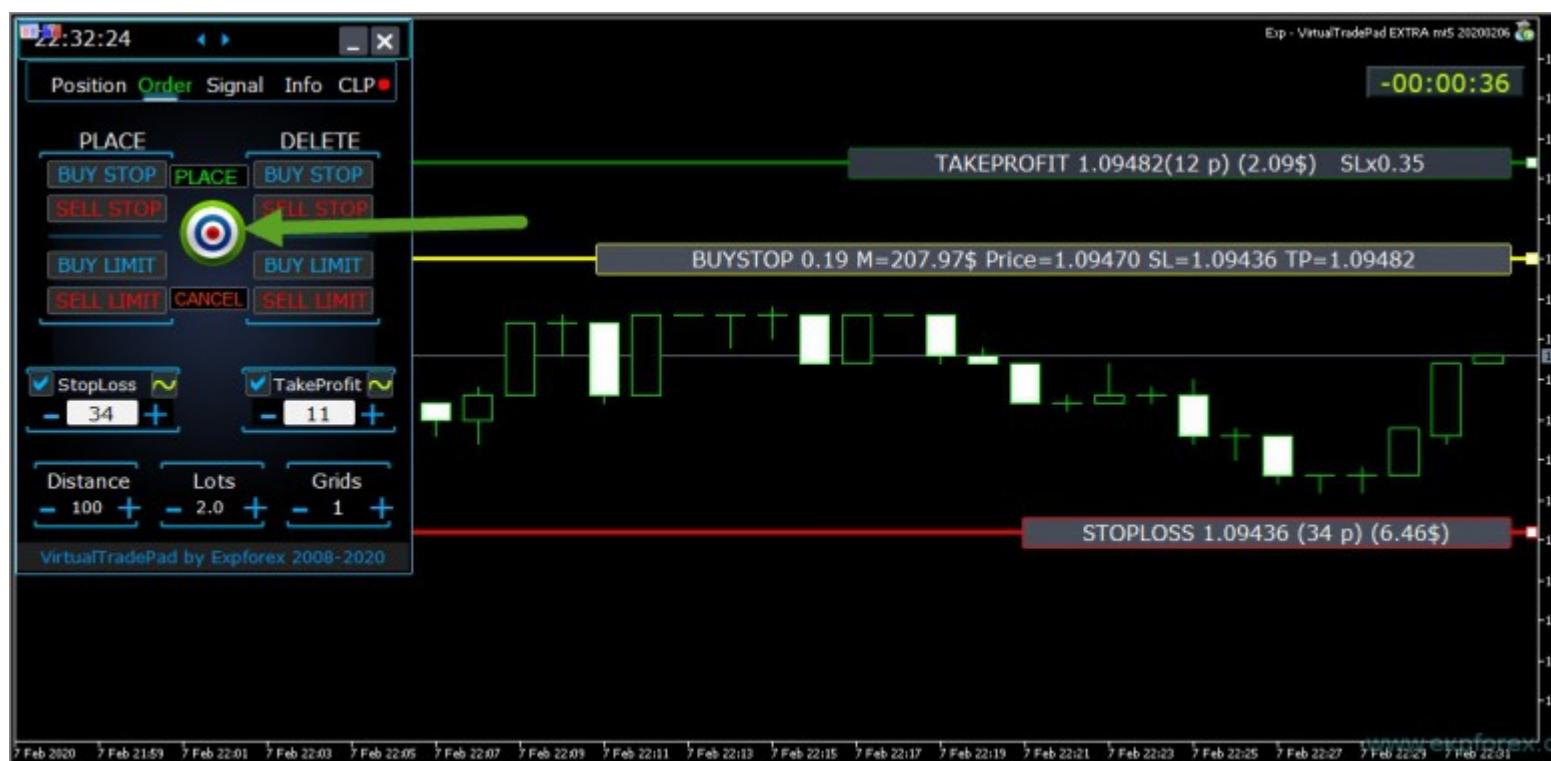 22:32:24
Exp - VirtualTradePad EXTRA mt5 20200206
Position Order Signal Info CLP
-00:00:36
PLACE DELETE
BUY STOP PLACE BUY STOP
SELL STOP SELL STOP
BUY LIMIT BUY LIMIT
SELL LIMIT CANCEL SELL LIMIT
TAKEPROFIT 1.09482(12 p) (2.09$) SLx0.35
BUYSTOP 0.19 M=207.97$ Price=1.09470 SL=1.09436 TP=1.09482
StopLoss TakeProfit
- 34 + - 11 +
Distance Lots Grids
- 100 + - 2.0 + - 1 +
STOPLOSS 1.09436 (34 p) (6.46$)
VirtualTradePad by Expforex 2008-2020
7 Feb 2020 7 Feb 21:59 7 Feb 22:01 7 Feb 22:03 7 Feb 22:05 7 Feb 22:07 7 Feb 22:09 7 Feb 22:11 7 Feb 22:13 7 Feb 22:15 7 Feb 22:17 7 Feb 22:19 7 Feb 22:21 7 Feb 22:23 7 Feb 22:25 7 Feb 22:27 7 Feb 22:29 7 Feb 22:31